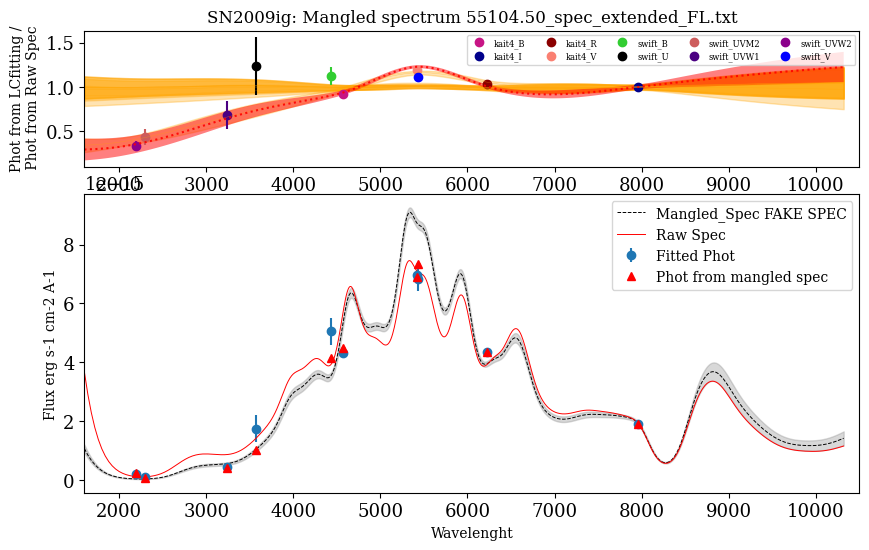 SN2009ig: Mangled spectrum 55104.50_spec_extended_FL.txt
Phot from LCfitting /
Phot from Raw Spec
1.5
1.0
0.5
kait4_B
kait4_R
swift_B
swift_UVM2
swift_UVW2
kait4_I
kait4_V
swift_U
swift_UVW1
swift_V
2000 3000 4000 5000 6000 7000 8000 9000 10000
1e−15
Flux erg s-1 cm-2 A-1
8
6
4
2
0
Mangled_Spec FAKE SPEC
Raw Spec
Fitted Phot
Phot from mangled spec
2000 3000 4000 5000 6000 7000 8000 9000 10000
Wavelenght